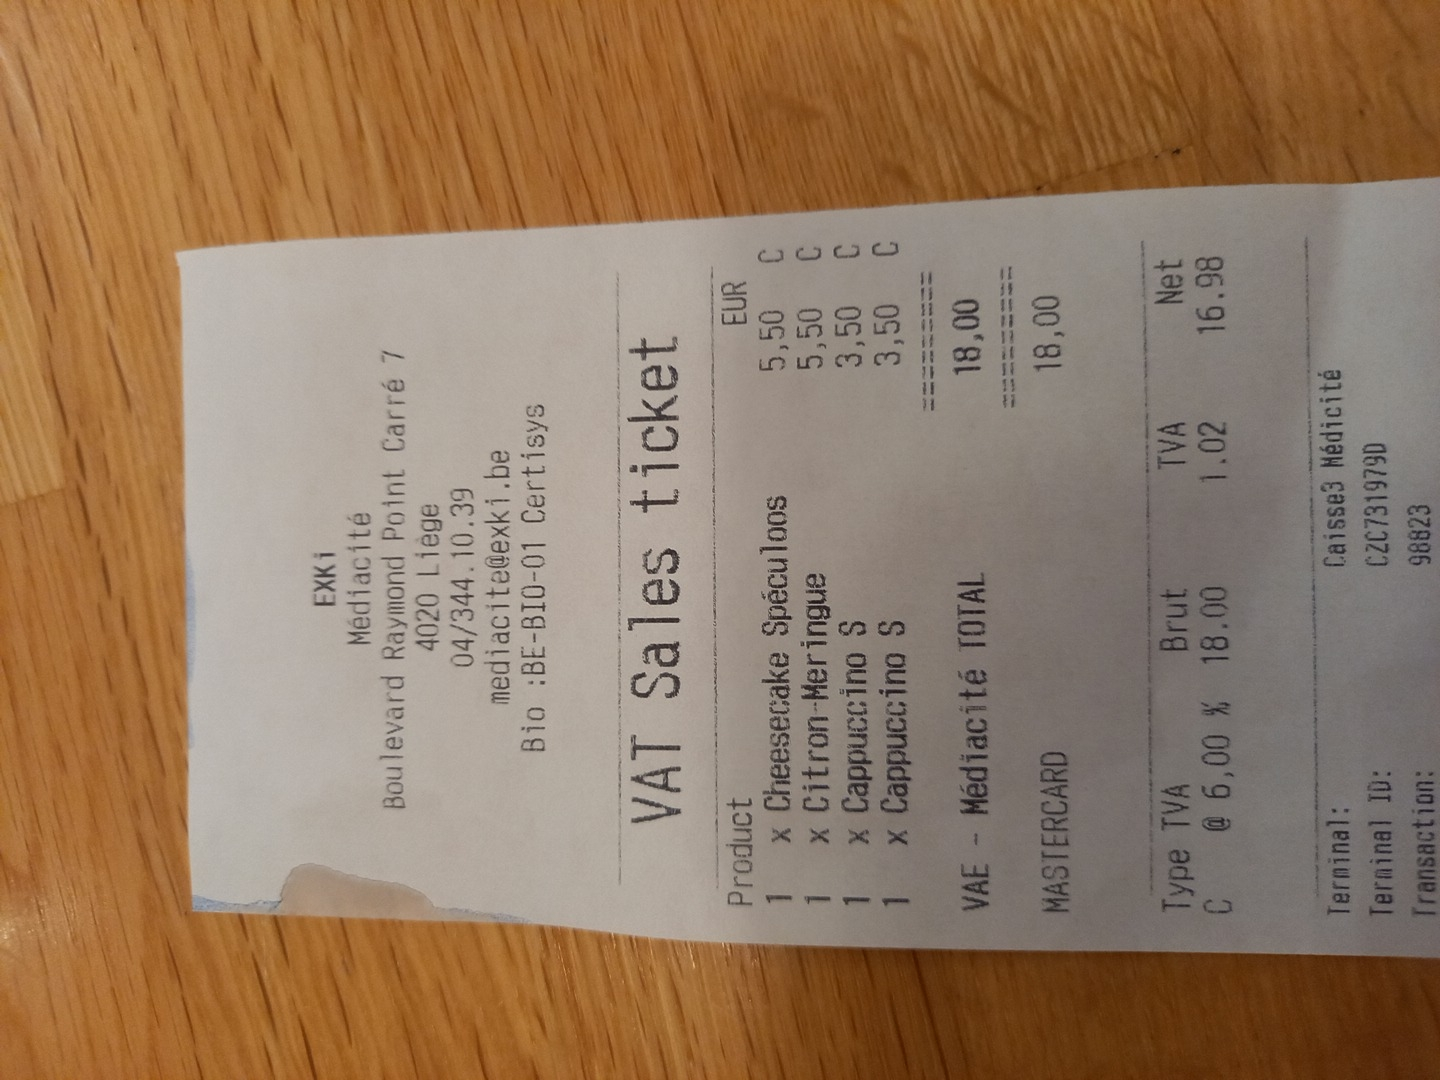 EXKi
Médiacité
Boulevard Raymond Point Carré 7
4020 Liège
04/344.10.39
mediacite@exki.be
Bio :BE-BIO-01 Certisys
VAT Sales ticket
Product EUR
1 x Cheesecake Spéculoos 5,50 C
1 x Citron-Meringue 5,50 C
1 x Cappuccino S 3,50 C
1 x Cappuccino S 3,50 C
=========
VAE - Médiacité TOTAL 18,00
=========
MASTERCARD 18,00
Type TVA Brut TVA Net
C @ 6,00 % 18.00 1.02 16.98
Terminal: Caisse3 Médicité
Terminal ID: CZC731979D
Transaction: 98823